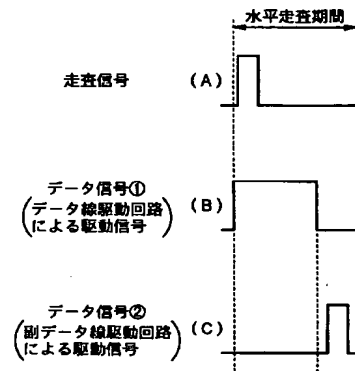 水平走査期間
走査信号 (A)
データ信号①
(データ線駆動回路
による駆動信号) (B)
データ信号②
(副データ線駆動回路
による駆動信号) (C)